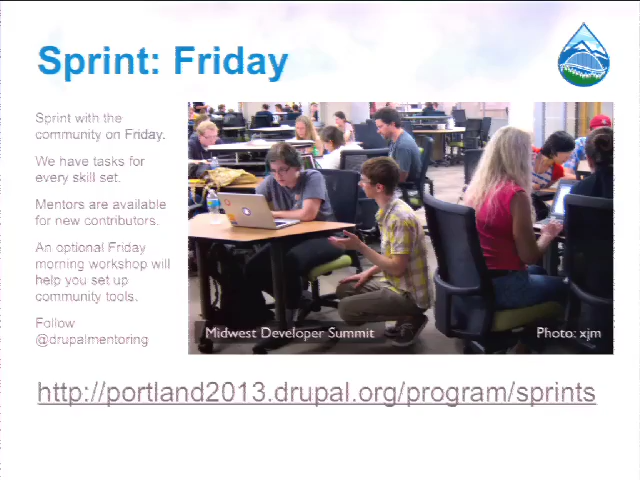 Sprint: Friday
Sprint with the
community on Friday.
We have tasks for
every skill set.
Mentors are available
for new contributors.
An optional Friday
morning workshop will
help you set up
community tools.
Follow
@drupalmentoring
Midwest Developer Summit
Photo: xjm
http://portland2013.drupal.org/program/sprints